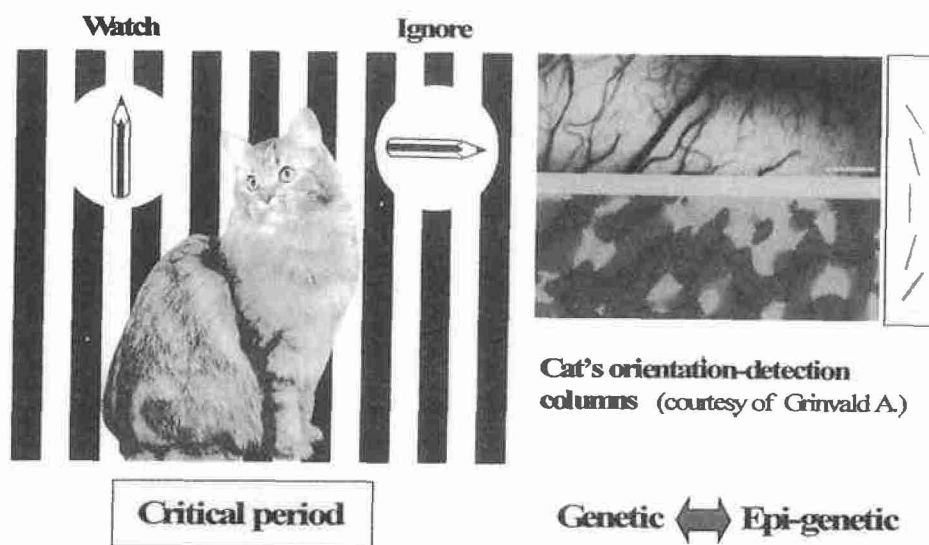 Watch
Ignore
Cat's orientation-detection
columns (courtesy of Grinvald A.)
Critical period
Genetic Epi-genetic